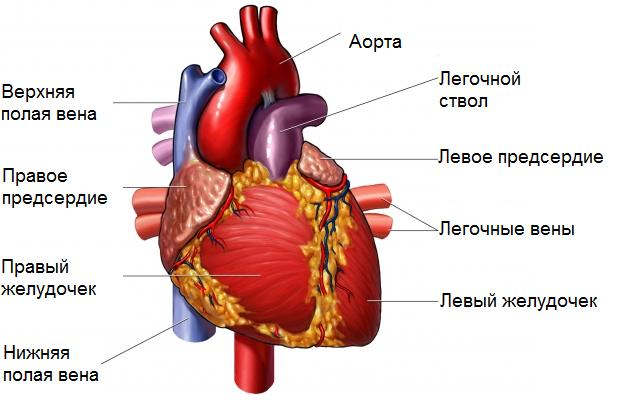 Аорта
Легочной
ствол
Верхняя
полая вена
Левое предсердие
Правое
предсердие
Легочные вены
Правый
желудочек
Левый желудочек
Нижняя
полая вена